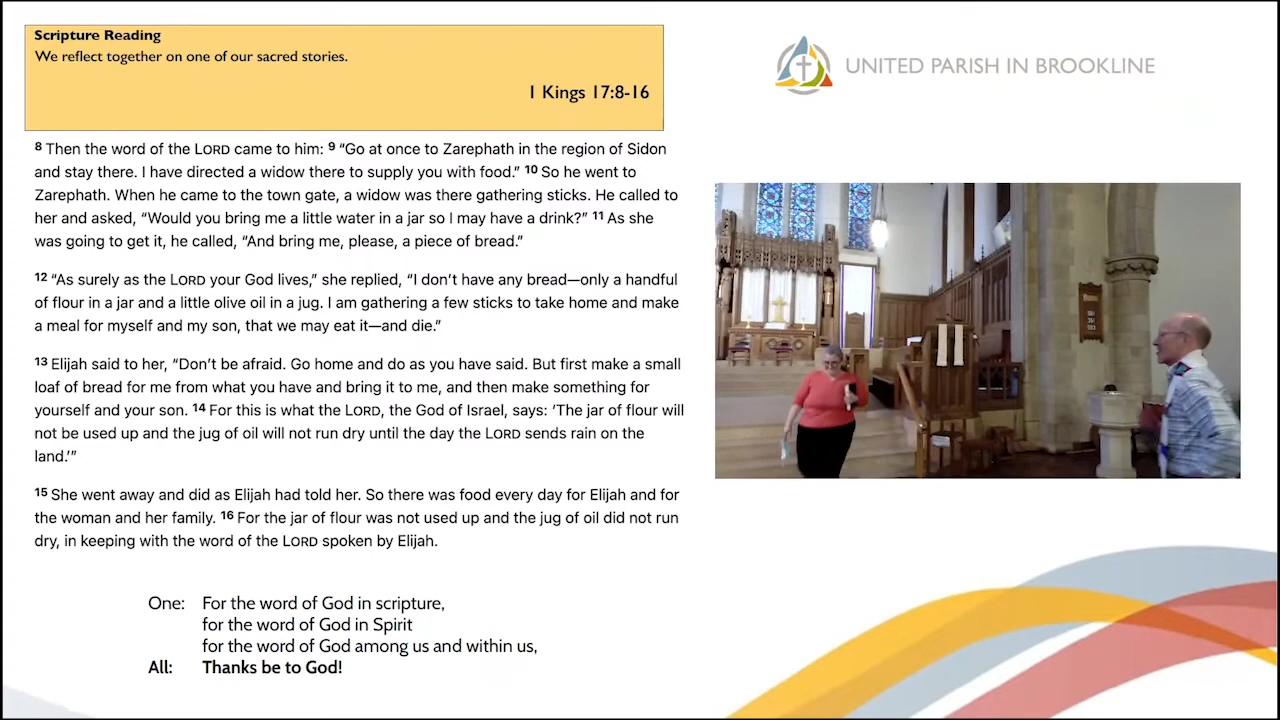 Scripture Reading
We reflect together on one of our sacred stories.
1 Kings 17:8-16
UNITED PARISH IN BROOKLINE
8 Then the word of the LORD came to him: 9 “Go at once to Zarephath in the region of Sidon
and stay there. I have directed a widow there to supply you with food.” 10 So he went to
Zarephath. When he came to the town gate, a widow was there gathering sticks. He called to
her and asked, “Would you bring me a little water in a jar so I may have a drink?” 11 As she
was going to get it, he called, “And bring me, please, a piece of bread.”
12 “As surely as the LORD your God lives,” she replied, “I don’t have any bread—only a handful
of flour in a jar and a little olive oil in a jug. I am gathering a few sticks to take home and make
a meal for myself and my son, that we may eat it—and die.”
13 Elijah said to her, “Don’t be afraid. Go home and do as you have said. But first make a small
loaf of bread for me from what you have and bring it to me, and then make something for
yourself and your son. 14 For this is what the LORD, the God of Israel, says: ‘The jar of flour will
not be used up and the jug of oil will not run dry until the day the LORD sends rain on the
land.’”
15 She went away and did as Elijah had told her. So there was food every day for Elijah and for
the woman and her family. 16 For the jar of flour was not used up and the jug of oil did not run
dry, in keeping with the word of the LORD spoken by Elijah.
One: For the word of God in scripture,
for the word of God in Spirit
for the word of God among us and within us,
All: Thanks be to God!